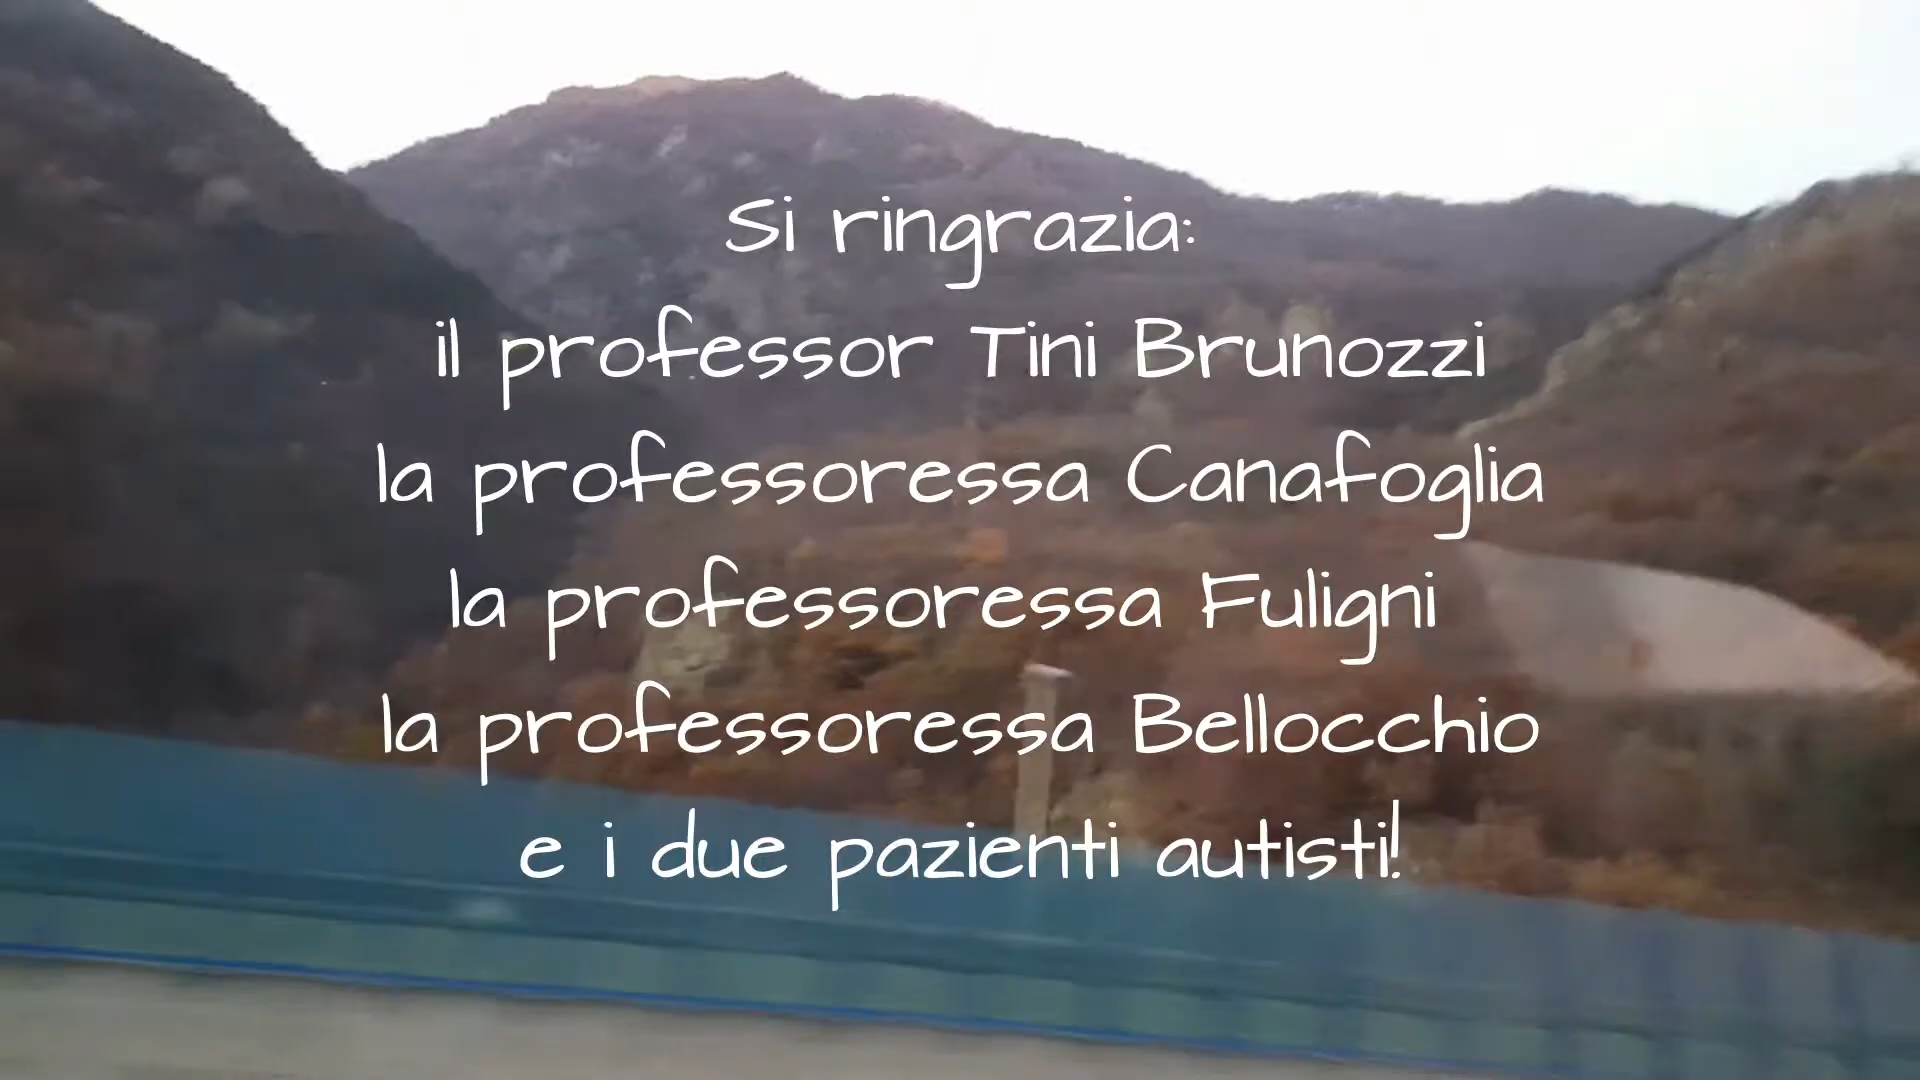 Si ringrazia:
il professor Tini Brunozzi
la professoressa Canafoglia
la professoressa Fuligni
la professoressa Bellocchio
e i due pazienti autisti!